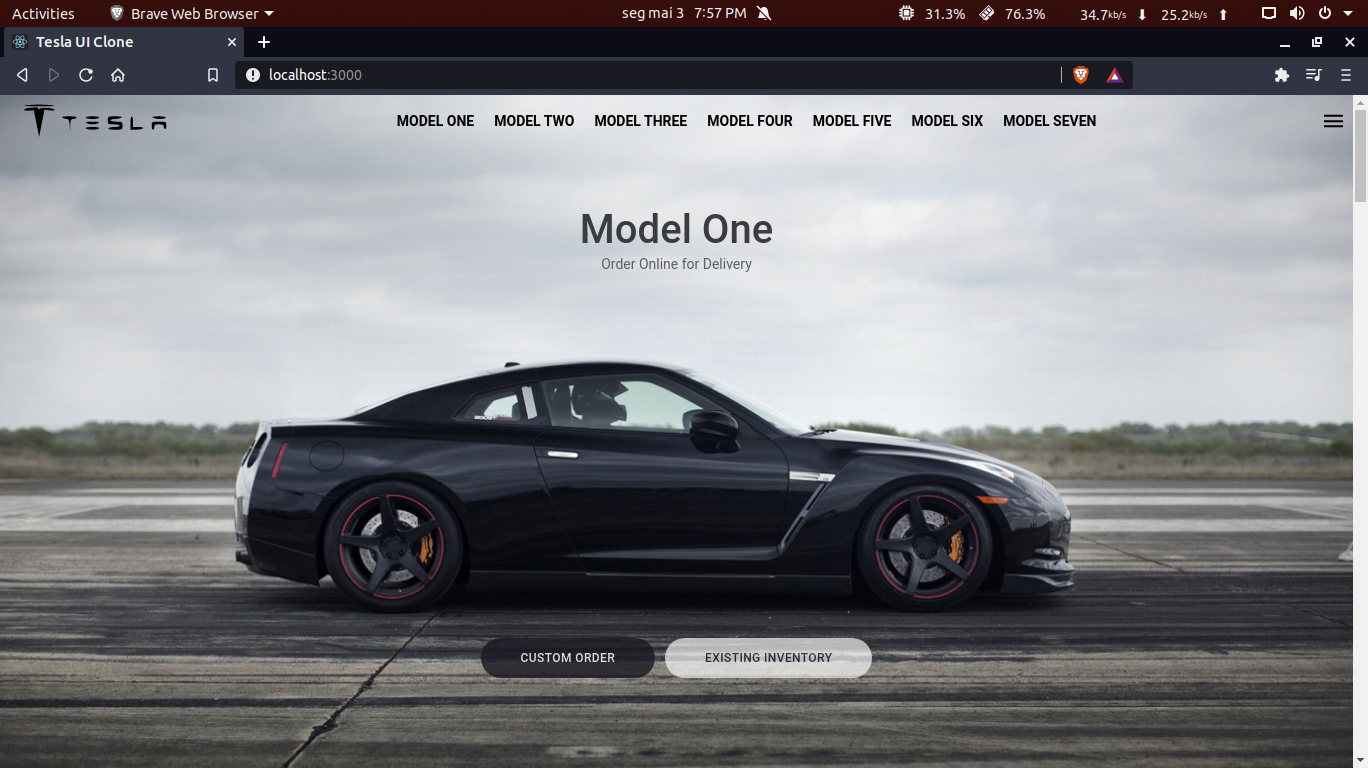 Activities Brave Web Browser seg mai 3 7:57 PM 31.3% 76.3% 34.7kb/s 25.2kb/s
Tesla UI Clone
localhost:3000
TESLA MODEL ONE MODEL TWO MODEL THREE MODEL FOUR MODEL FIVE MODEL SIX MODEL SEVEN
Model One
Order Online for Delivery
CUSTOM ORDER EXISTING INVENTORY